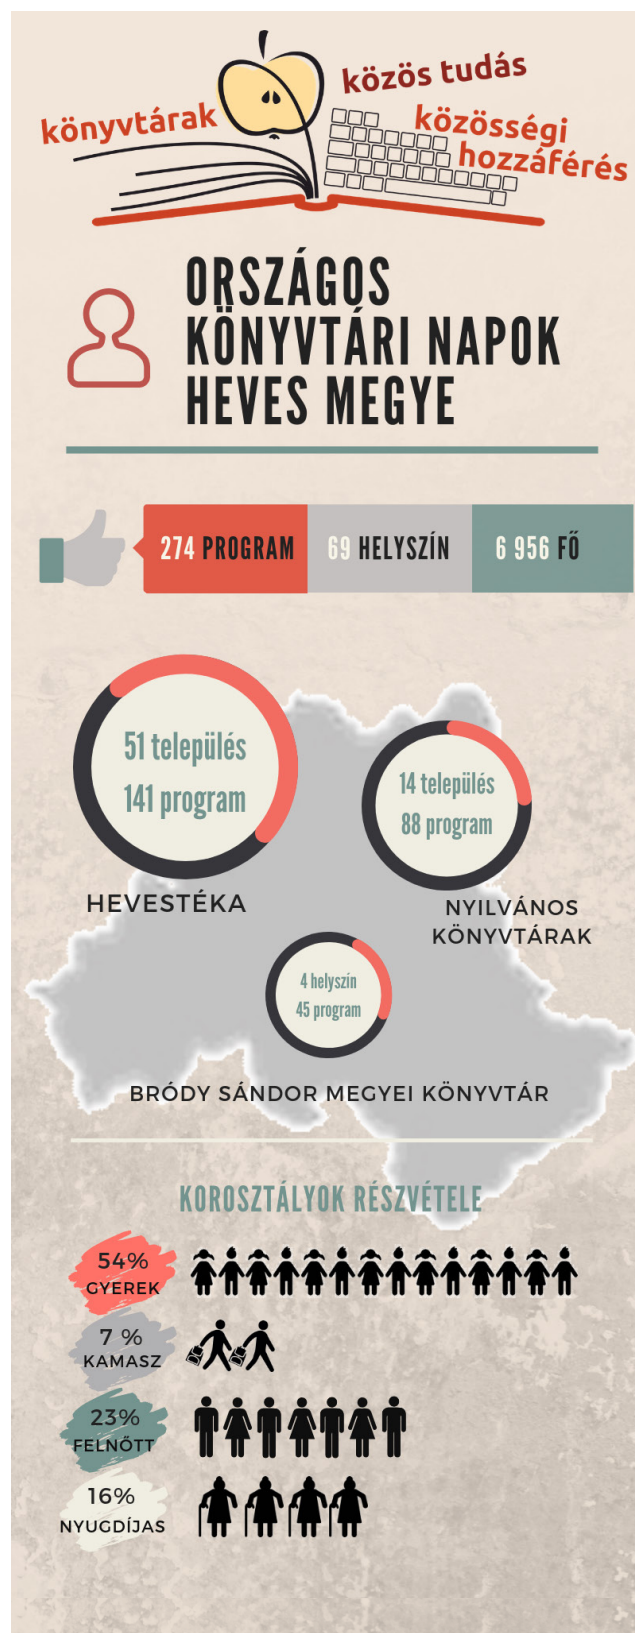 könyvtárak
közös tudás
közösségi
hozzáférés
ORSZÁGOS
KÖNYVTÁRI NAPOK
HEVES MEGYE
274 PROGRAM
69 HELYSZÍN
6 956 FŐ
51 település
141 program
HEVESTÉKA
14 település
88 program
NYILVÁNOS
KÖNYVTÁRAK
4 helyszín
45 program
BRÓDY SÁNDOR MEGYEI KÖNYVTÁR
KOROSZTÁLYOK RÉSZVÉTELE
54%
GYEREK
7 %
KAMASZ
23%
FELNŐTT
16%
NYUGDÍJAS